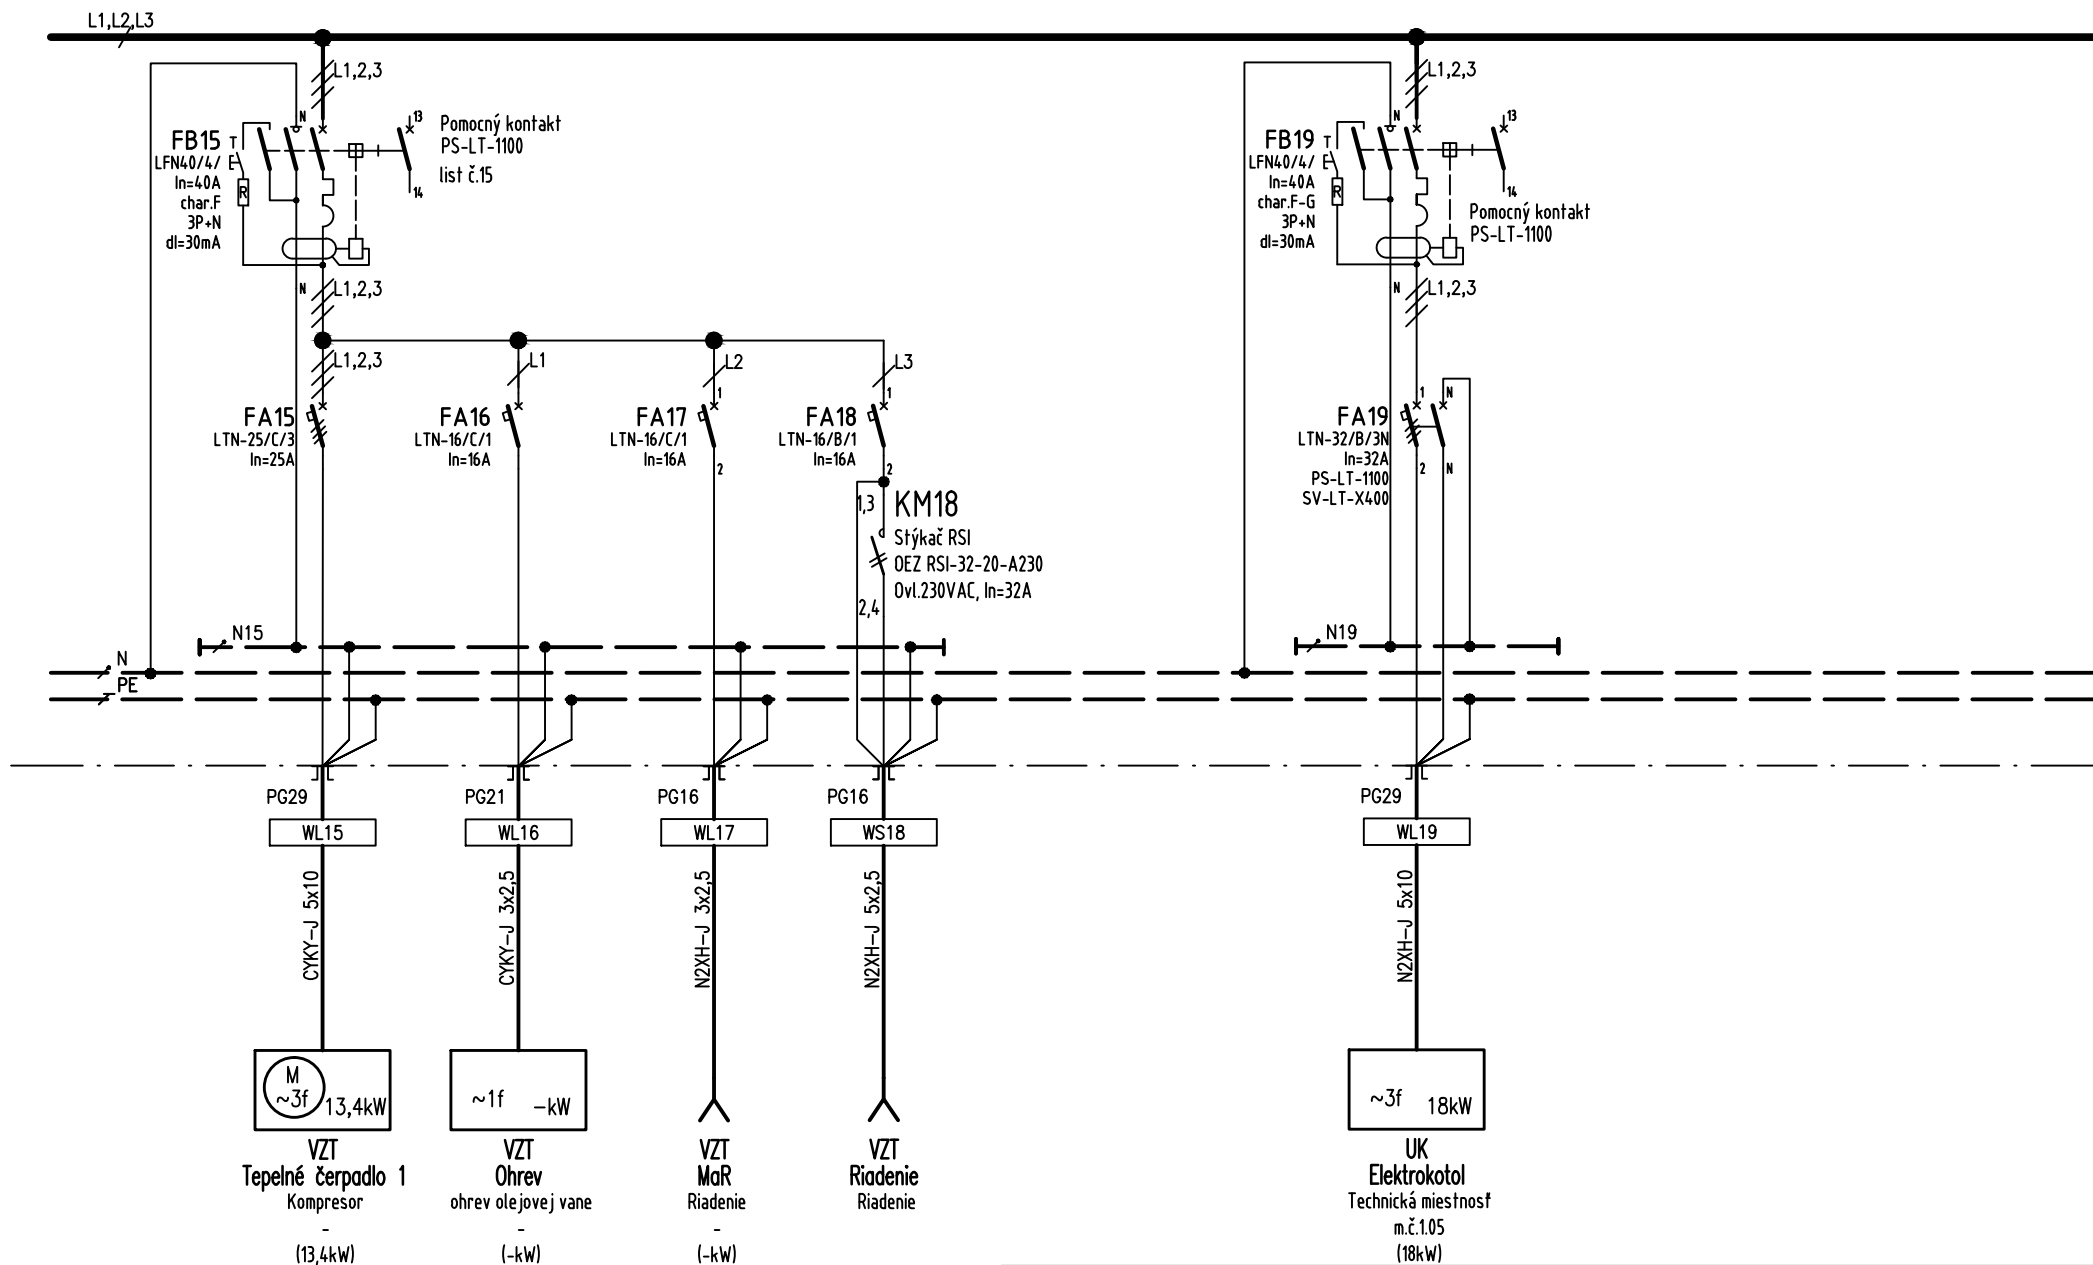 L1,L2,L3
L1,2,3
N
13
FB15
T
LFN40/4/
In=40A
char.F
3P+N
dI=30mA
R
14
Pomocný kontakt
PS-LT-1100
list č.15
N
L1,2,3
L1,2,3
L1
L2
L3
FA15
LTN-25/C/3
In=25A
FA16
LTN-16/C/1
In=16A
1
FA17
LTN-16/C/1
In=16A
2
1
FA18
LTN-16/B/1
In=16A
2
1,3
KM18
Stýkač RSI
OEZ RSI-32-20-A230
Ovl.230VAC, In=32A
2,4
L1,2,3
N
13
FB19
T
LFN40/4/
In=40A
char.F-G
3P+N
dI=30mA
R
14
Pomocný kontakt
PS-LT-1100
N
L1,2,3
1
N
FA19
LTN-32/B/3N
In=32A
PS-LT-1100
SV-LT-X400
2
N
N15
N19
N
PE
PG29
PG21
PG16
PG16
PG29
WL15
WL16
WL17
WS18
WL19
CYKY-J 5x10
CYKY-J 3x2,5
N2XH-J 3x2,5
N2XH-J 5x2,5
N2XH-J 5x10
M
~3f
13,4kW
~1f
-kW
~3f
18kW
VZT
Tepelné čerpadlo 1
Kompresor
-
(13,4kW)
VZT
Ohrev
ohrev olejovej vane
-
(-kW)
VZT
MaR
Riadenie
-
(-kW)
VZT
Riadenie
Riadenie
UK
Elektrokotol
Technická miestnosť
m.č.1.05
(18kW)